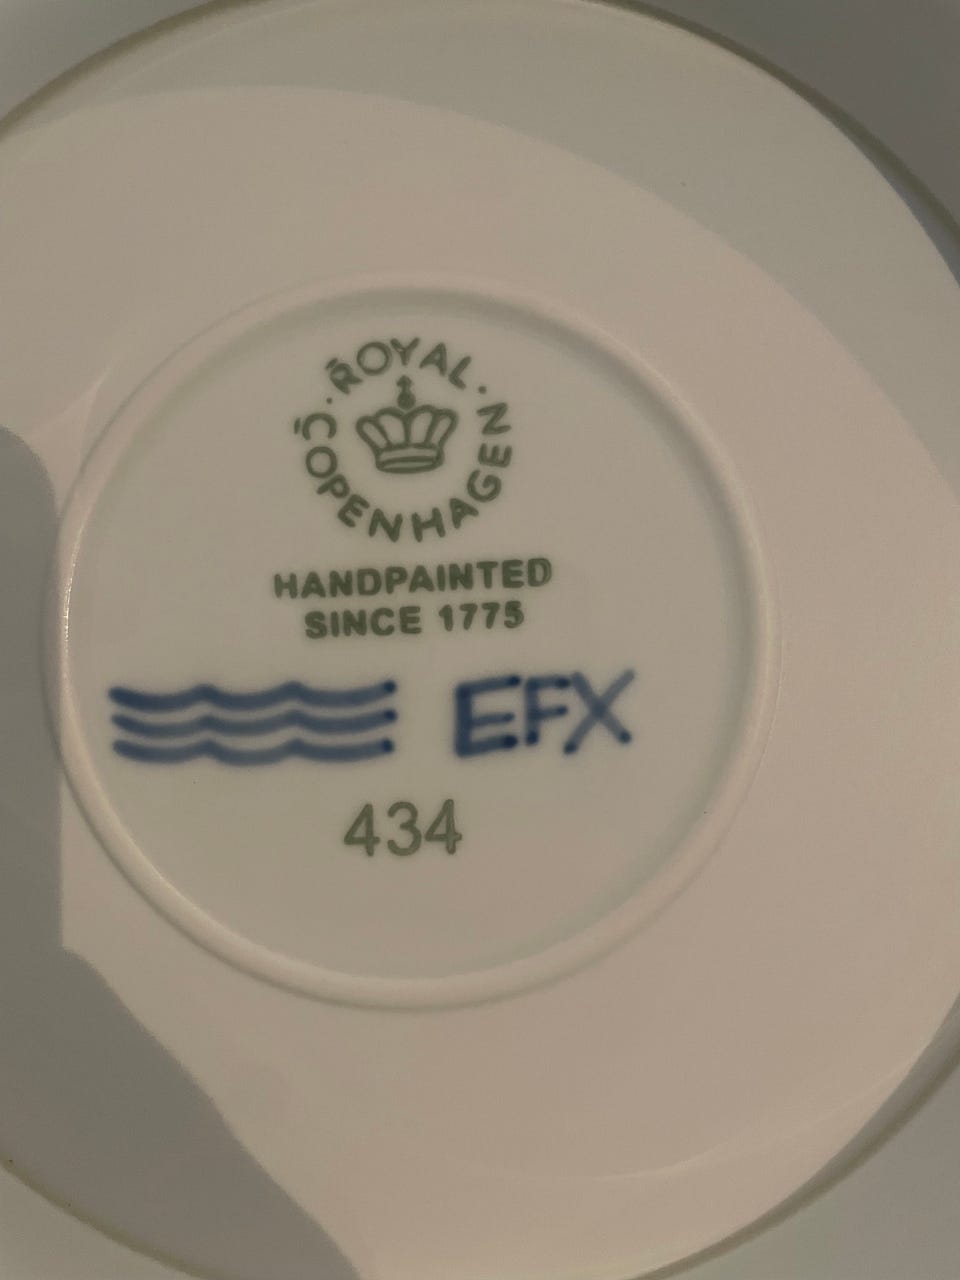 ROYAL COPENHAGEN
HANDPAINTED
SINCE 1775
EFX
434